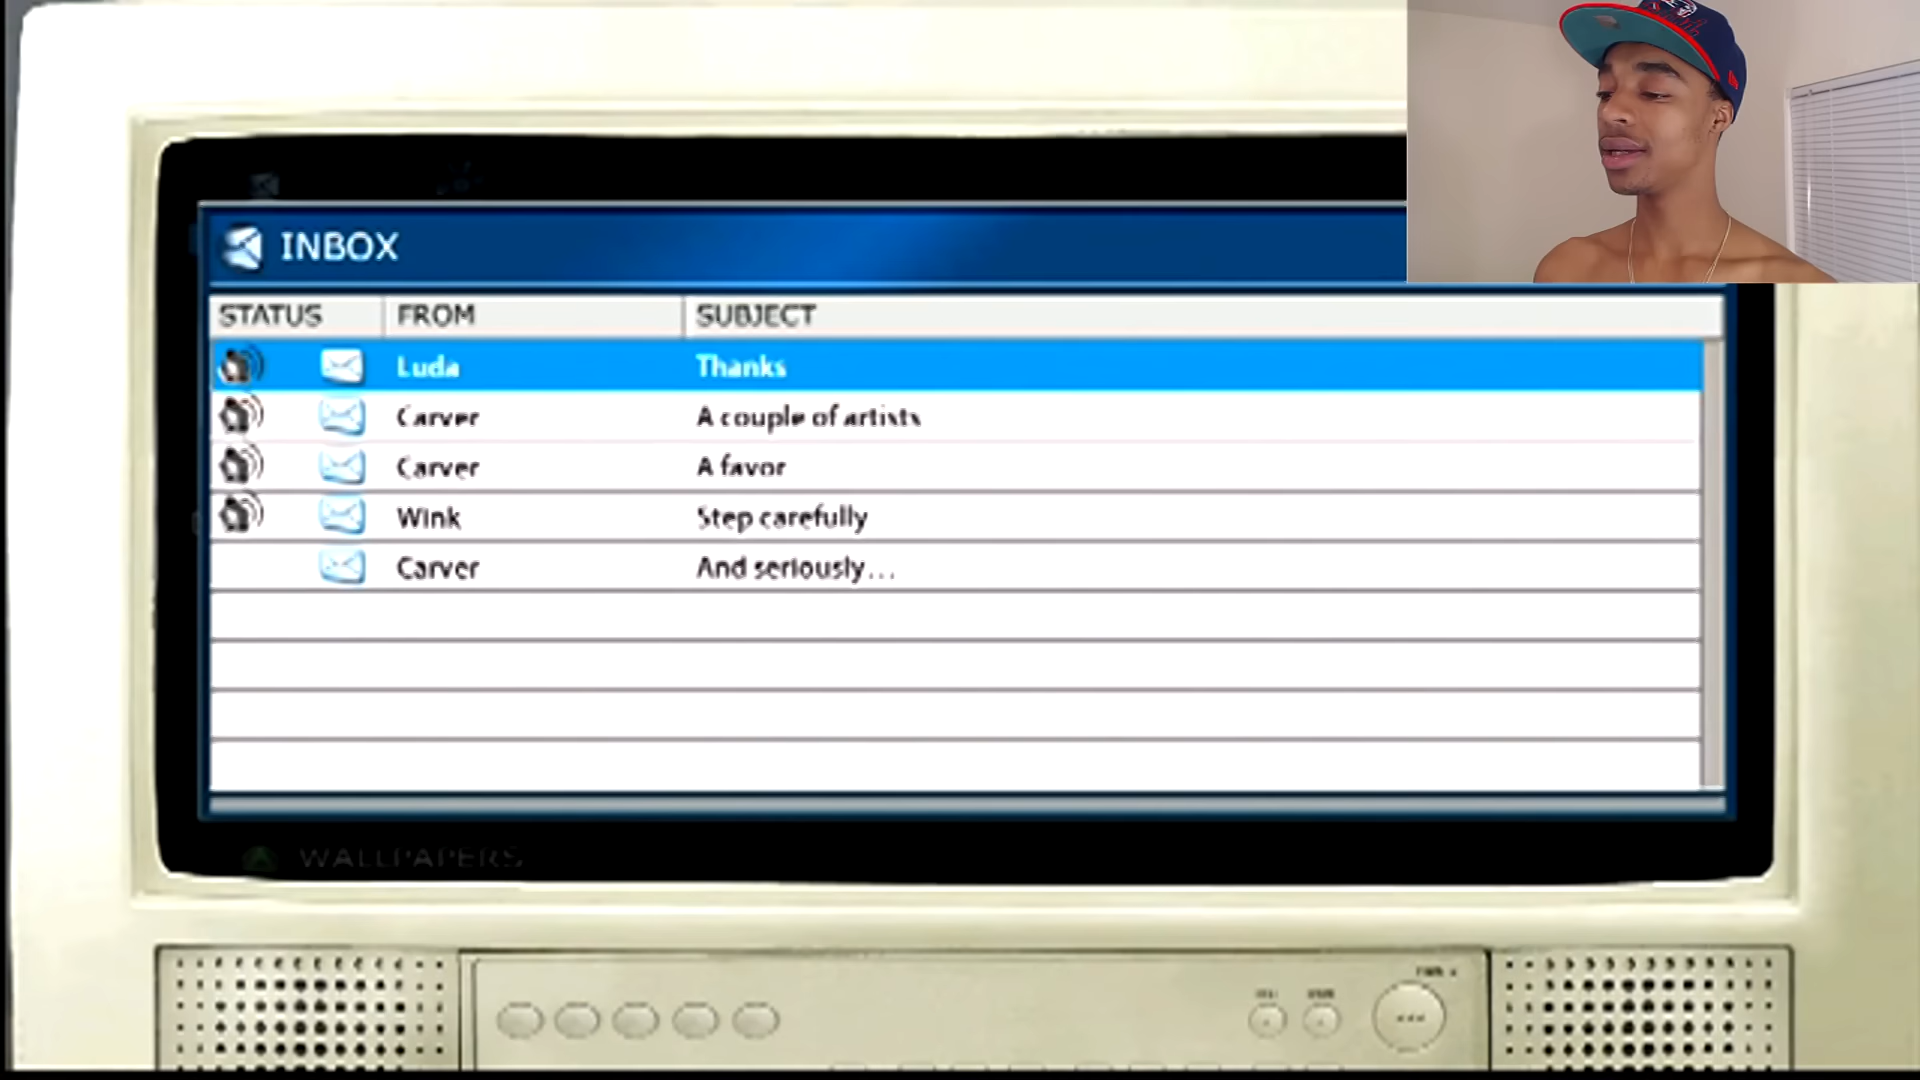 INBOX
STATUS FROM SUBJECT
Luda Thanks
Carver A couple of artists
Carver A favor
Wink Step carefully
Carver And seriously...
WALLPAPERS